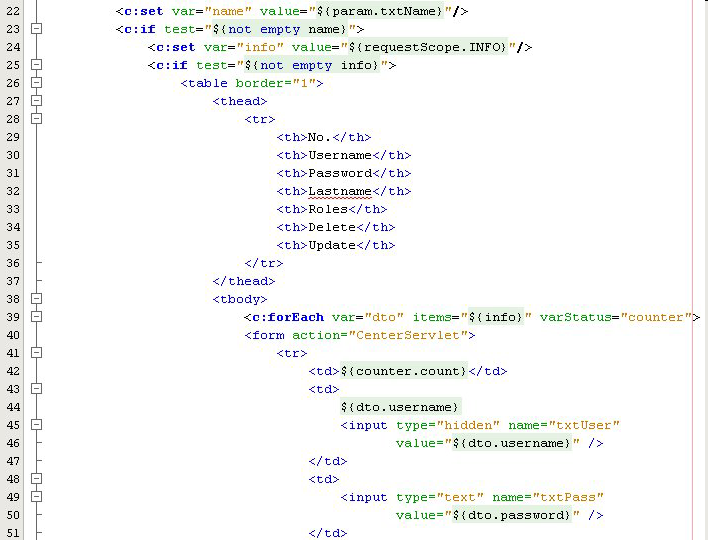 22 <c:set var="name" value="${param.txtName}"/>
23 <c:if test="${not empty name}">
24 <c:set var="info" value="${requestScope.INFO}"/>
25 <c:if test="${not empty info}">
26 <table border="1">
27 <thead>
28 <tr>
29 <th>No.</th>
30 <th>Username</th>
31 <th>Password</th>
32 <th>Lastname</th>
33 <th>Roles</th>
34 <th>Delete</th>
35 <th>Update</th>
36 </tr>
37 </thead>
38 <tbody>
39 <c:forEach var="dto" items="${info}" varStatus="counter">
40 <form action="CenterServlet">
41 <tr>
42 <td>${counter.count}</td>
43 <td>
44 ${dto.username}
45 <input type="hidden" name="txtUser"
46 value="${dto.username}" />
47 </td>
48 <td>
49 <input type="text" name="txtPass"
50 value="${dto.password}" />
51 </td>